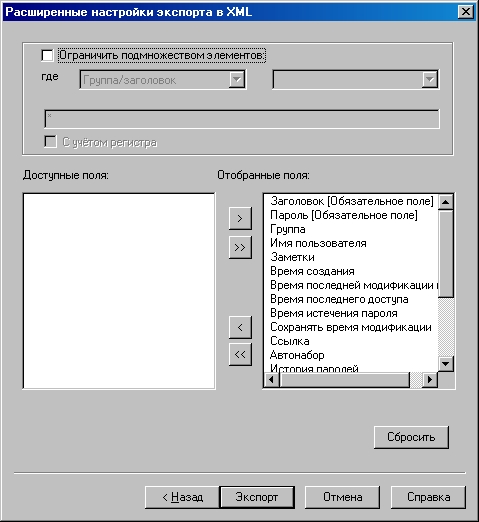 Расширенные настройки экспорта в XML
Ограничить подмножеством элементов:
где
Группа/заголовок
*
С учётом регистра
Доступные поля:
Отобранные поля:
Заголовок [Обязательное поле]
Пароль [Обязательное поле]
Группа
Имя пользователя
Заметки
Время создания
Время последней модификации
Время последнего доступа
Время истечения пароля
Сохранять время модификации
Ссылка
Автонабор
История паролей
>
>>
<
<<
Сбросить
< Назад
Экспорт
Отмена
Справка